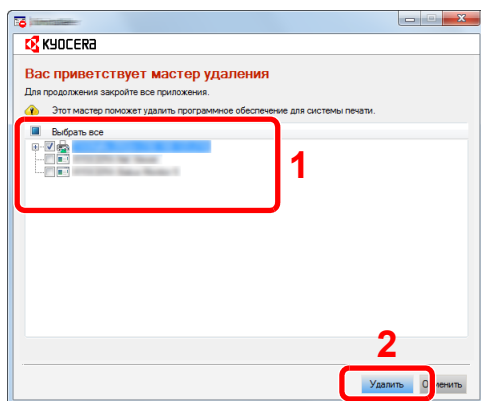 KYOCERA
Вас приветствует мастер удаления
Для продолжения закройте все приложения.
Этот мастер поможет удалить программное обеспечение для системы печати.
Выбрать все
1
2
Удалить